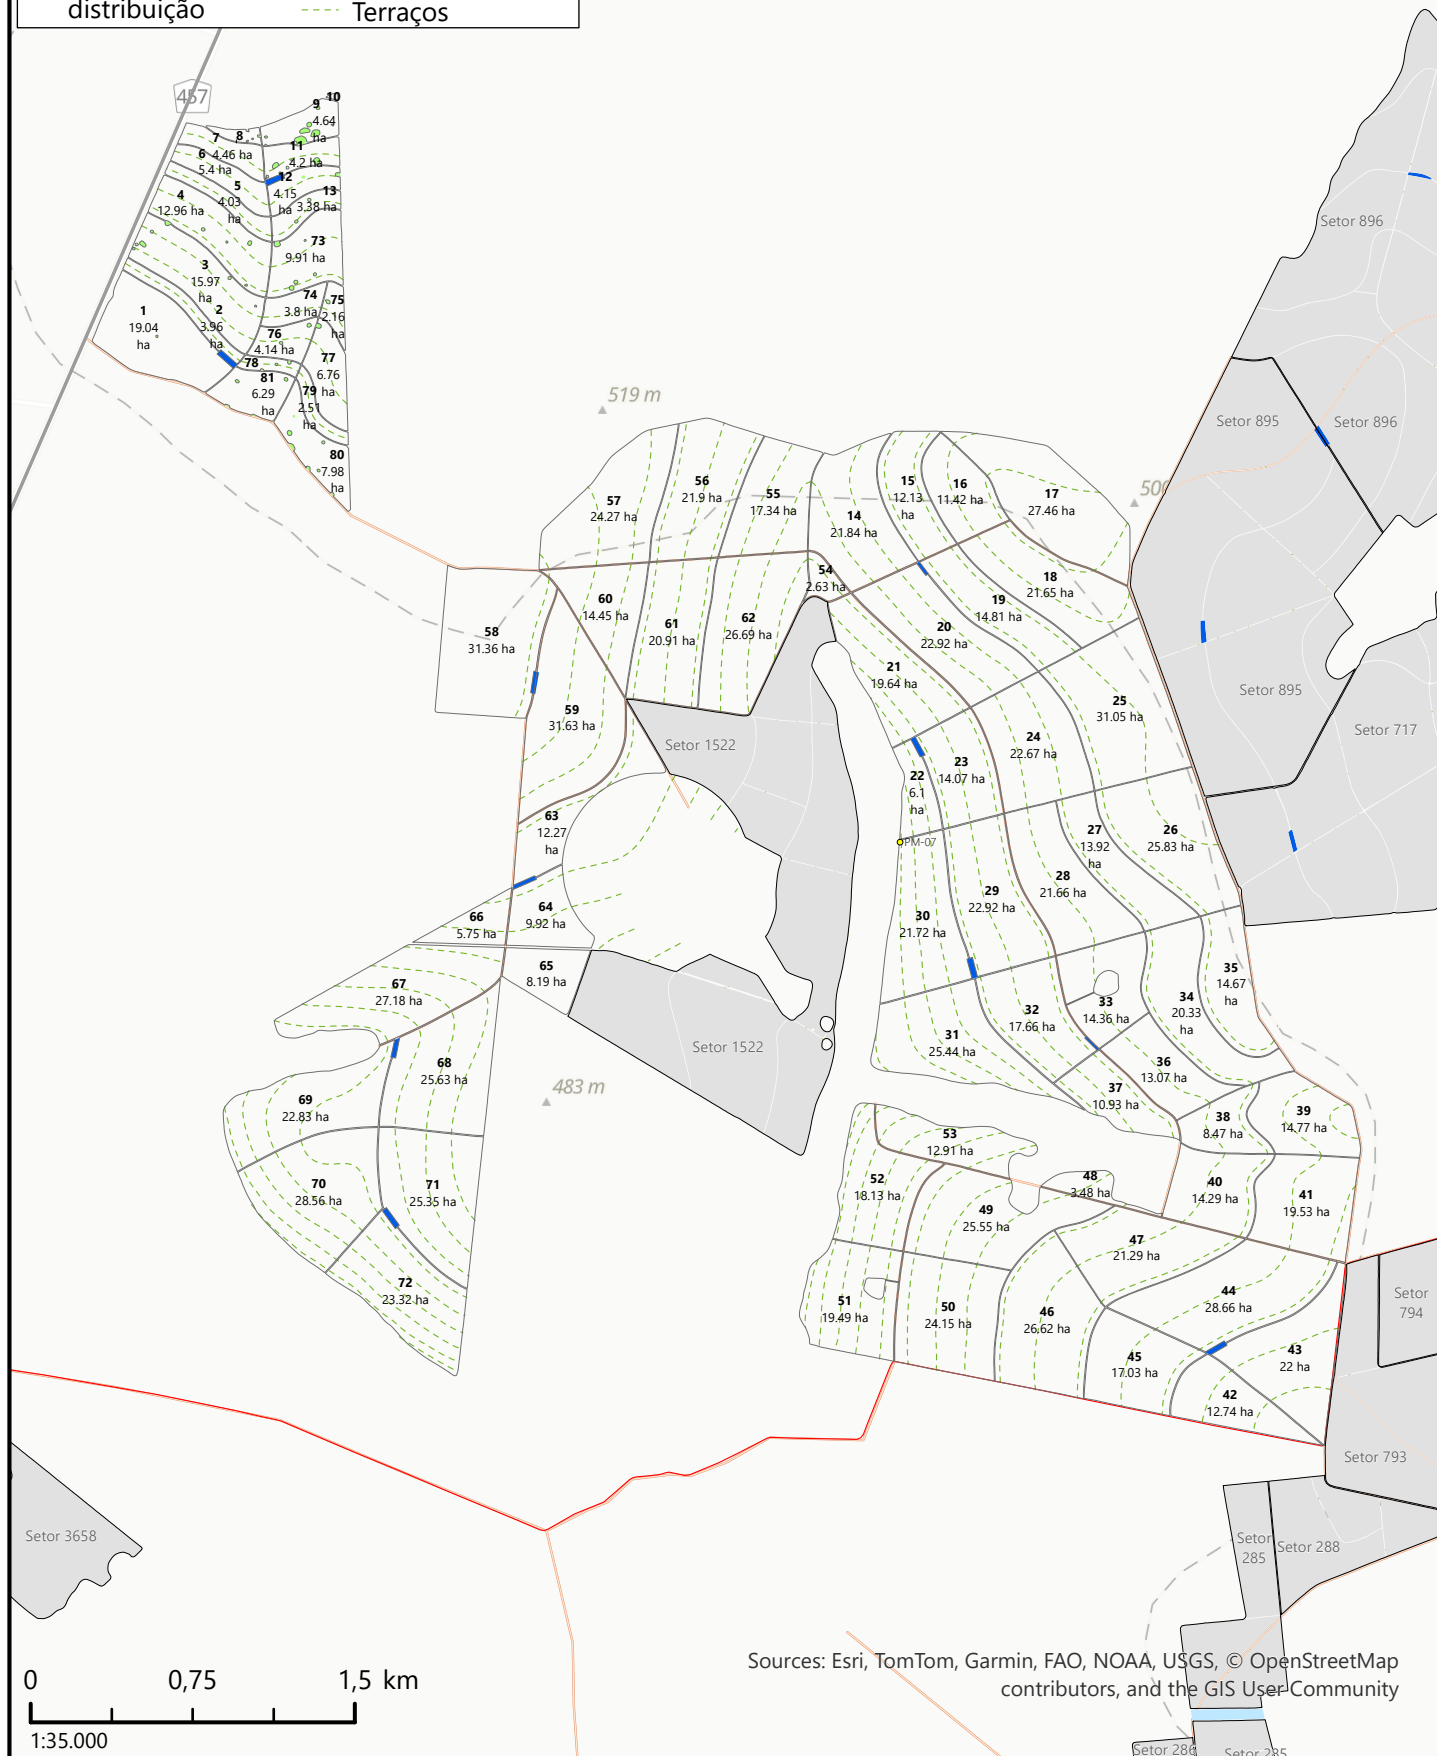 distribuição
Terraços
457
10
9
4.64
ha
7
8
4.46 ha
11
4.2 ha
6
5.4 ha
12
4.15
ha
5
4.03
ha
13
3.38 ha
4
12.96 ha
73
9.91 ha
3
15.97
ha
74
3.8 ha
75
2.16
ha
1
19.04
ha
2
3.96
ha
76
4.14 ha
77
6.76
ha
78
81
6.29
ha
79
2.51
ha
80
7.98
ha
519 m
Setor 896
Setor 895
Setor 896
57
24.27 ha
56
21.9 ha
55
17.34 ha
14
21.84 ha
15
12.13
ha
16
11.42 ha
17
27.46 ha
500
54
2.63 ha
18
21.65 ha
19
14.81 ha
58
31.36 ha
60
14.45 ha
61
20.91 ha
62
26.69 ha
20
22.92 ha
21
19.64 ha
59
31.63 ha
25
31.05 ha
Setor 895
Setor 717
Setor 1522
24
22.67 ha
23
14.07 ha
22
6.1
ha
63
12.27
ha
PM-07
27
13.92
ha
26
25.83 ha
28
21.66 ha
29
22.92 ha
30
21.72 ha
66
5.75 ha
64
9.92 ha
65
8.19 ha
67
27.18 ha
35
14.67
ha
34
20.33
ha
33
14.36 ha
32
17.66 ha
31
25.44 ha
Setor 1522
68
25.63 ha
483 m
36
13.07 ha
37
10.93 ha
69
22.83 ha
38
8.47 ha
39
14.77 ha
53
12.91 ha
52
18.13 ha
48
3.48 ha
40
14.29 ha
41
19.53 ha
70
28.56 ha
71
25.35 ha
49
25.55 ha
47
21.29 ha
72
23.32 ha
51
19.49 ha
50
24.15 ha
46
26.62 ha
44
28.66 ha
Setor
794
45
17.03 ha
43
22 ha
42
12.74 ha
Setor 793
Setor 3658
Setor
285
Setor 288
Sources: Esri, TomTom, Garmin, FAO, NOAA, USGS, © OpenStreetMap
contributors, and the GIS User Community
0 0,75 1,5 km
1:35.000
Setor 286
Setor 285